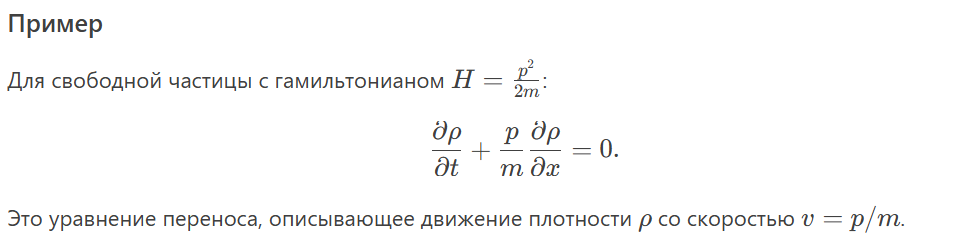 Пример
Для свободной частицы с гамильтонианом $H = \frac{p^2}{2m}$:
$$\frac{\partial \rho}{\partial t} + \frac{p}{m} \frac{\partial \rho}{\partial x} = 0.$$
Это уравнение переноса, описывающее движение плотности $\rho$ со скоростью $v = p/m$.